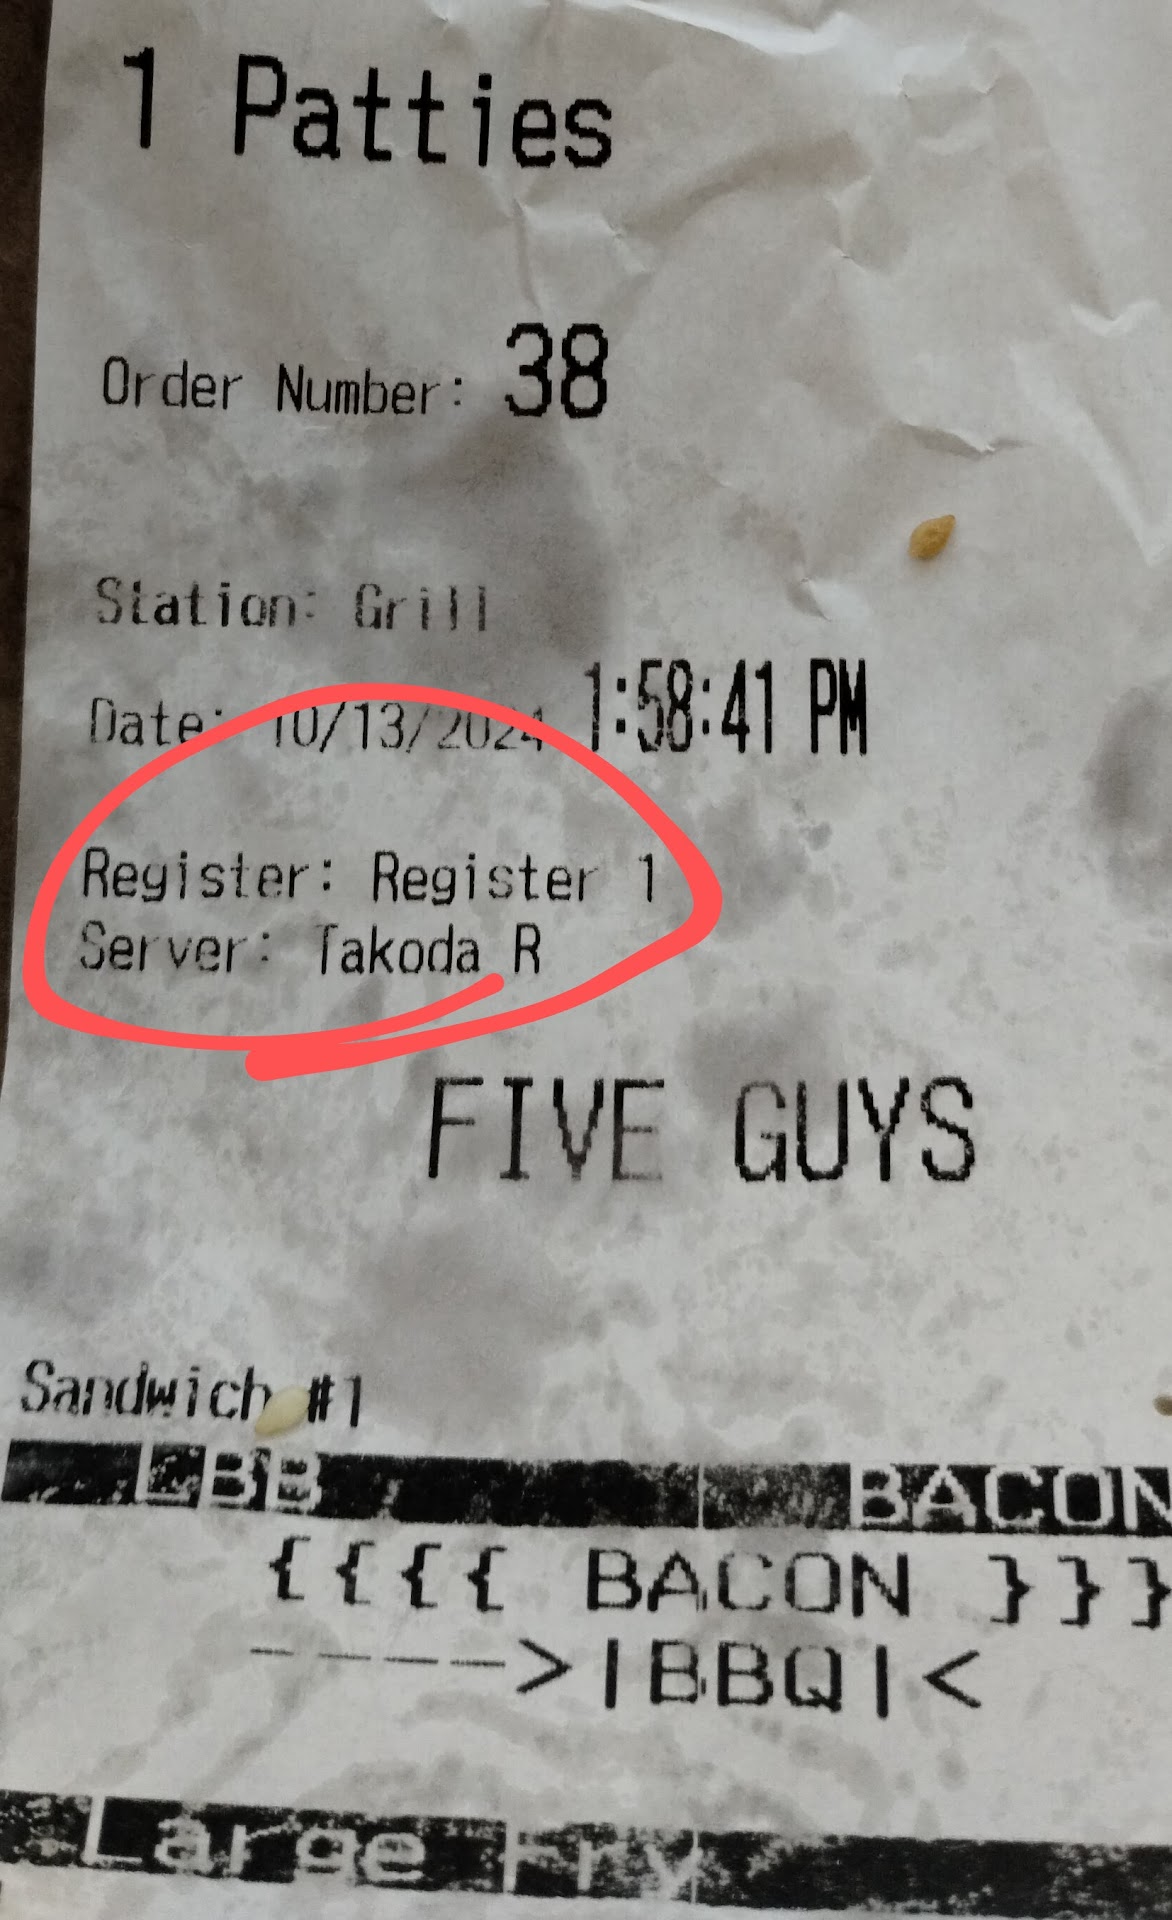 1 Patties
Order Number: 38
Station: Grill
Date: 10/13/2024 1:58:41 PM
Register: Register 1
Server: Takoda R
FIVE GUYS
Sandwich #1
LBB BACON
{{{{ BACON }}}
---->|BBQ|<
Large Fry